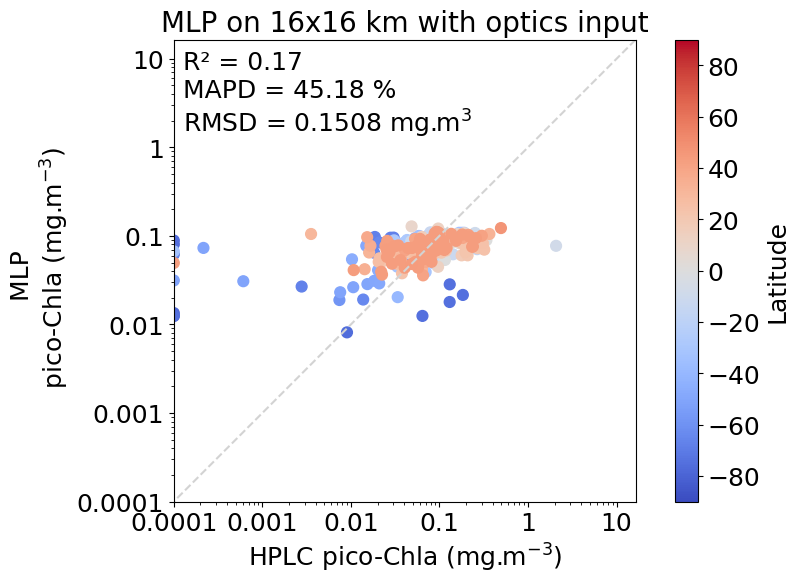 MLP on 16x16 km with optics input
R² = 0.17
MAPD = 45.18 %
RMSD = 0.1508 mg.m³
MLP
pico-Chla (mg.m⁻³)
10
1
0.1
0.01
0.001
0.0001
0.0001 0.001 0.01 0.1 1 10
HPLC pico-Chla (mg.m⁻³)
80
60
40
20
0
−20
−40
−60
−80
Latitude